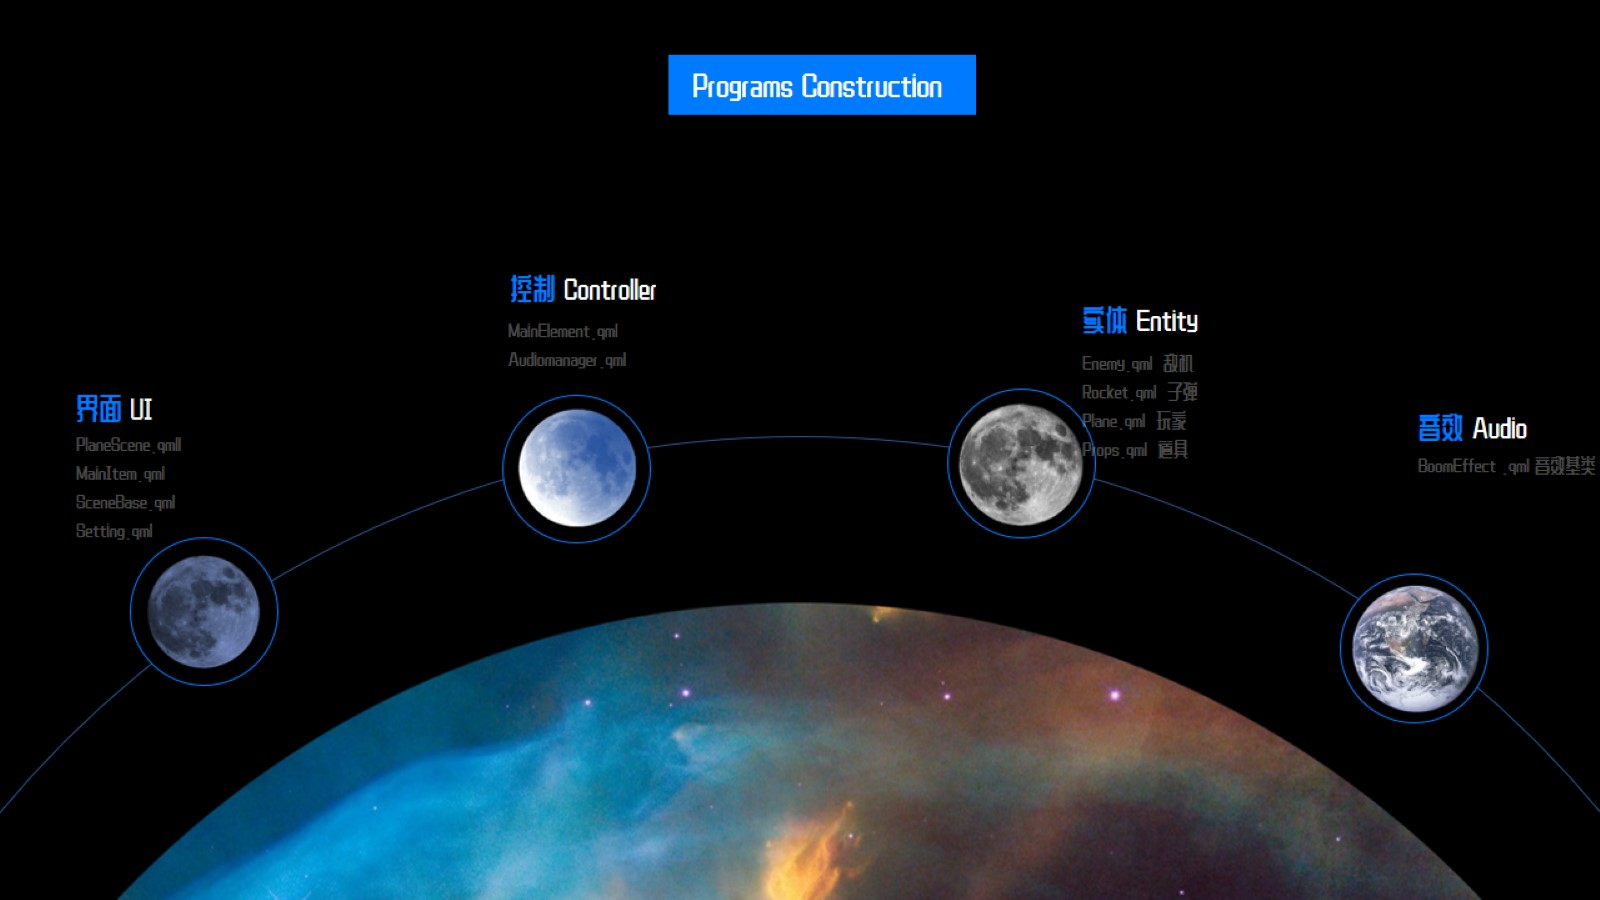 Programs Construction
界面 UI
PlaneScene.qmll
MainItem.qml
SceneBase.qml
Setting.qml
控制 Controller
MainElement.qml
Audiomanager.qml
实体 Entity
Enemy.qml 敌机
Rocket.qml 子弹
Plane.qml 玩家
Props.qml 道具
音效 Audio
BoomEffect .qml 音效基类